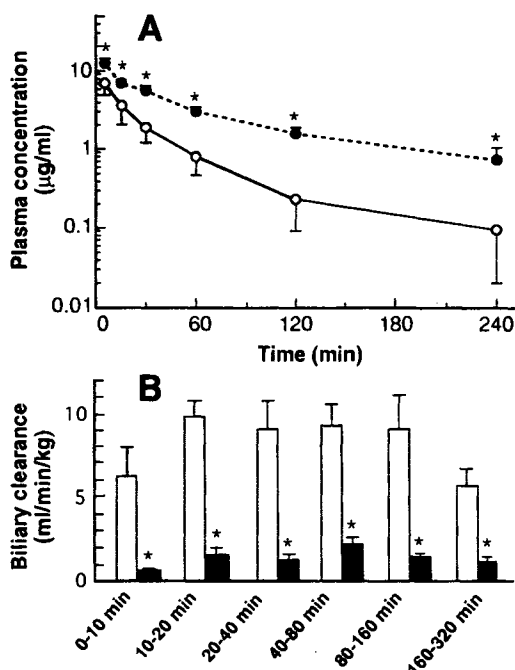 A
Plasma concentration
(μg/ml)
10
1
0.1
0.01
* * * * * *
0 60 120 180 240
Time (min)
B
Biliary clearance
(ml/min/kg)
10
5
0
* * * * * *
0-10 min
10-20 min
20-40 min
40-80 min
80-160 min
160-320 min